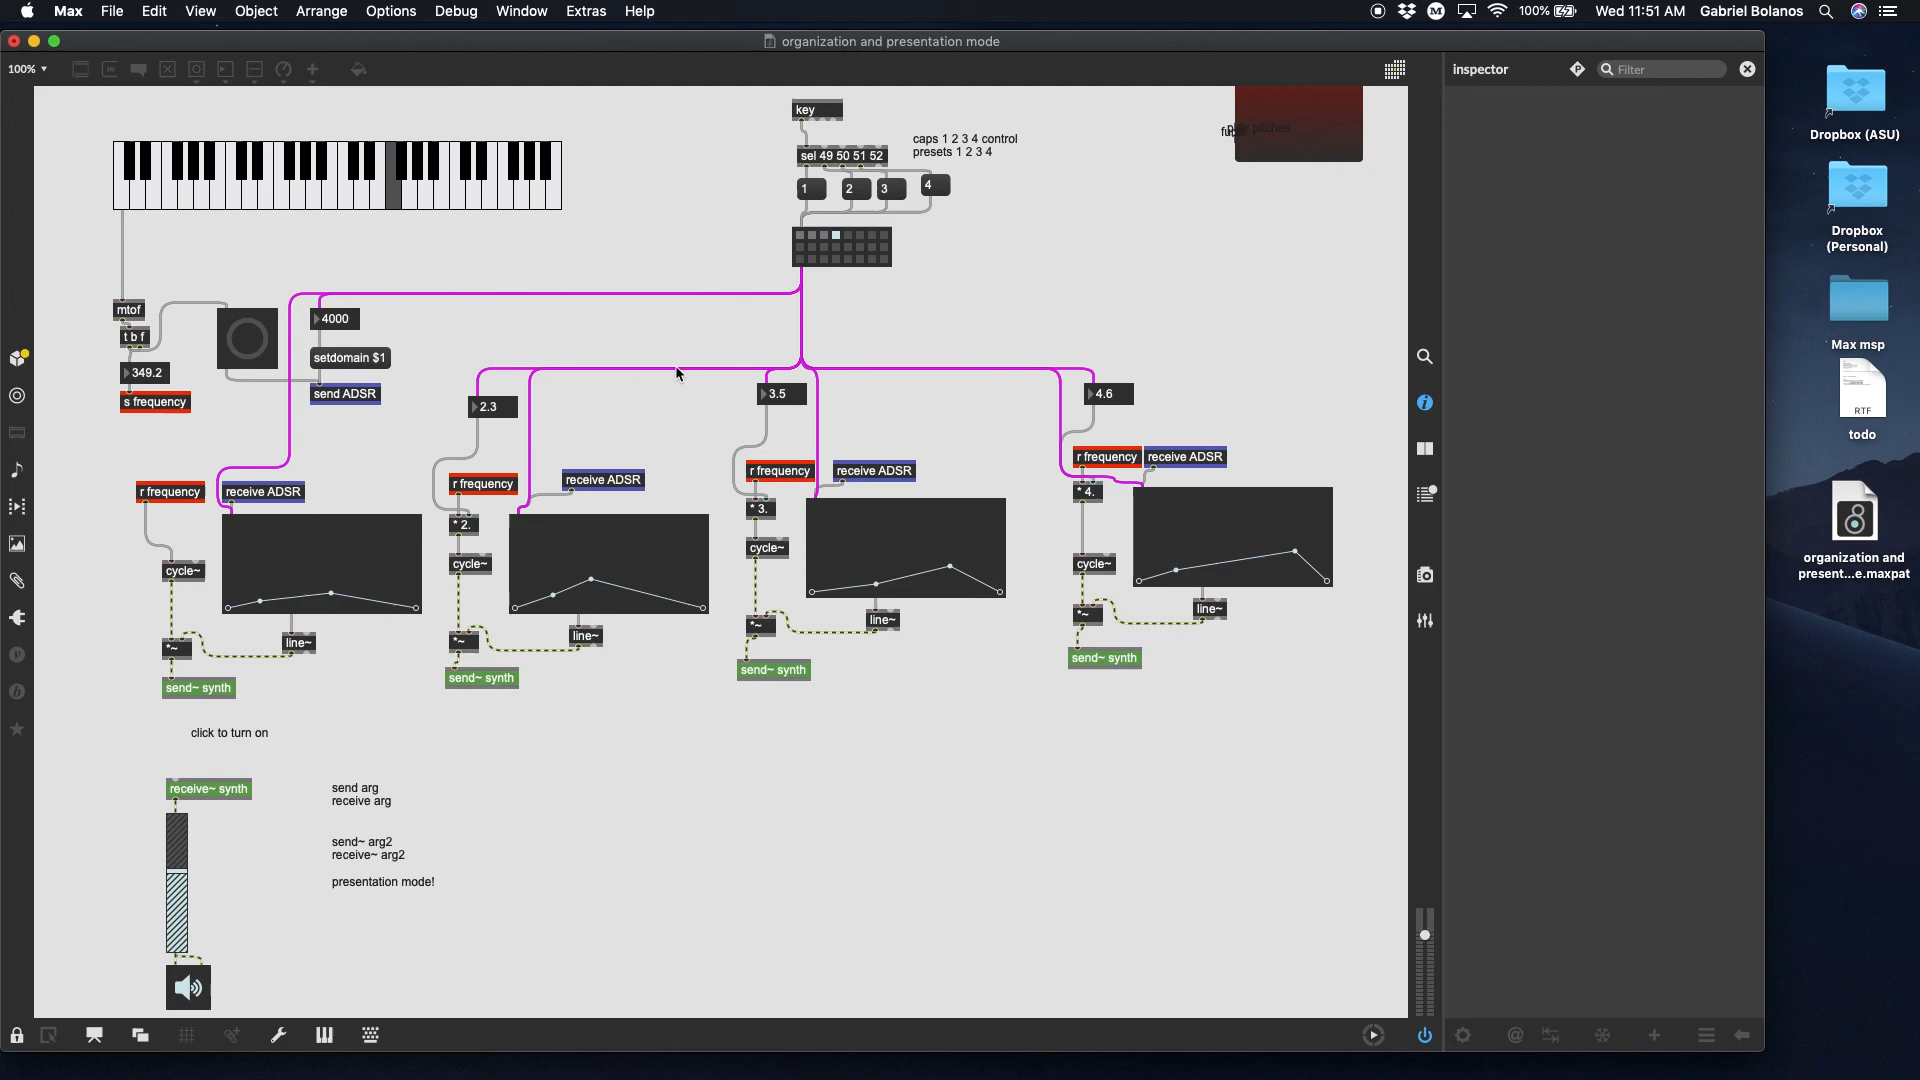 Max File Edit View Object Arrange Options Debug Window Extras Help
100% Wed 11:51 AM Gabriel Bolanos
organization and presentation mode
100%
inspector
Filter
key
caps 1 2 3 4 control
presets 1 2 3 4
sel 49 50 51 52
1 2 3 4
play pitches
mtof
t b f
349.2
s frequency
4000
setdomain $1
send ADSR
2.3
3.5
4.6
r frequency
receive ADSR
cycle~
*~
line~
send~ synth
r frequency
receive ADSR
* 2.
cycle~
*~
line~
send~ synth
r frequency
receive ADSR
* 3.
cycle~
*~
line~
send~ synth
r frequency
receive ADSR
* 4.
cycle~
*~
line~
send~ synth
click to turn on
receive~ synth
send arg
receive arg
send~ arg2
receive~ arg2
presentation mode!
Dropbox (ASU)
Dropbox
(Personal)
Max msp
RTF
todo
organization and
present...e.maxpat